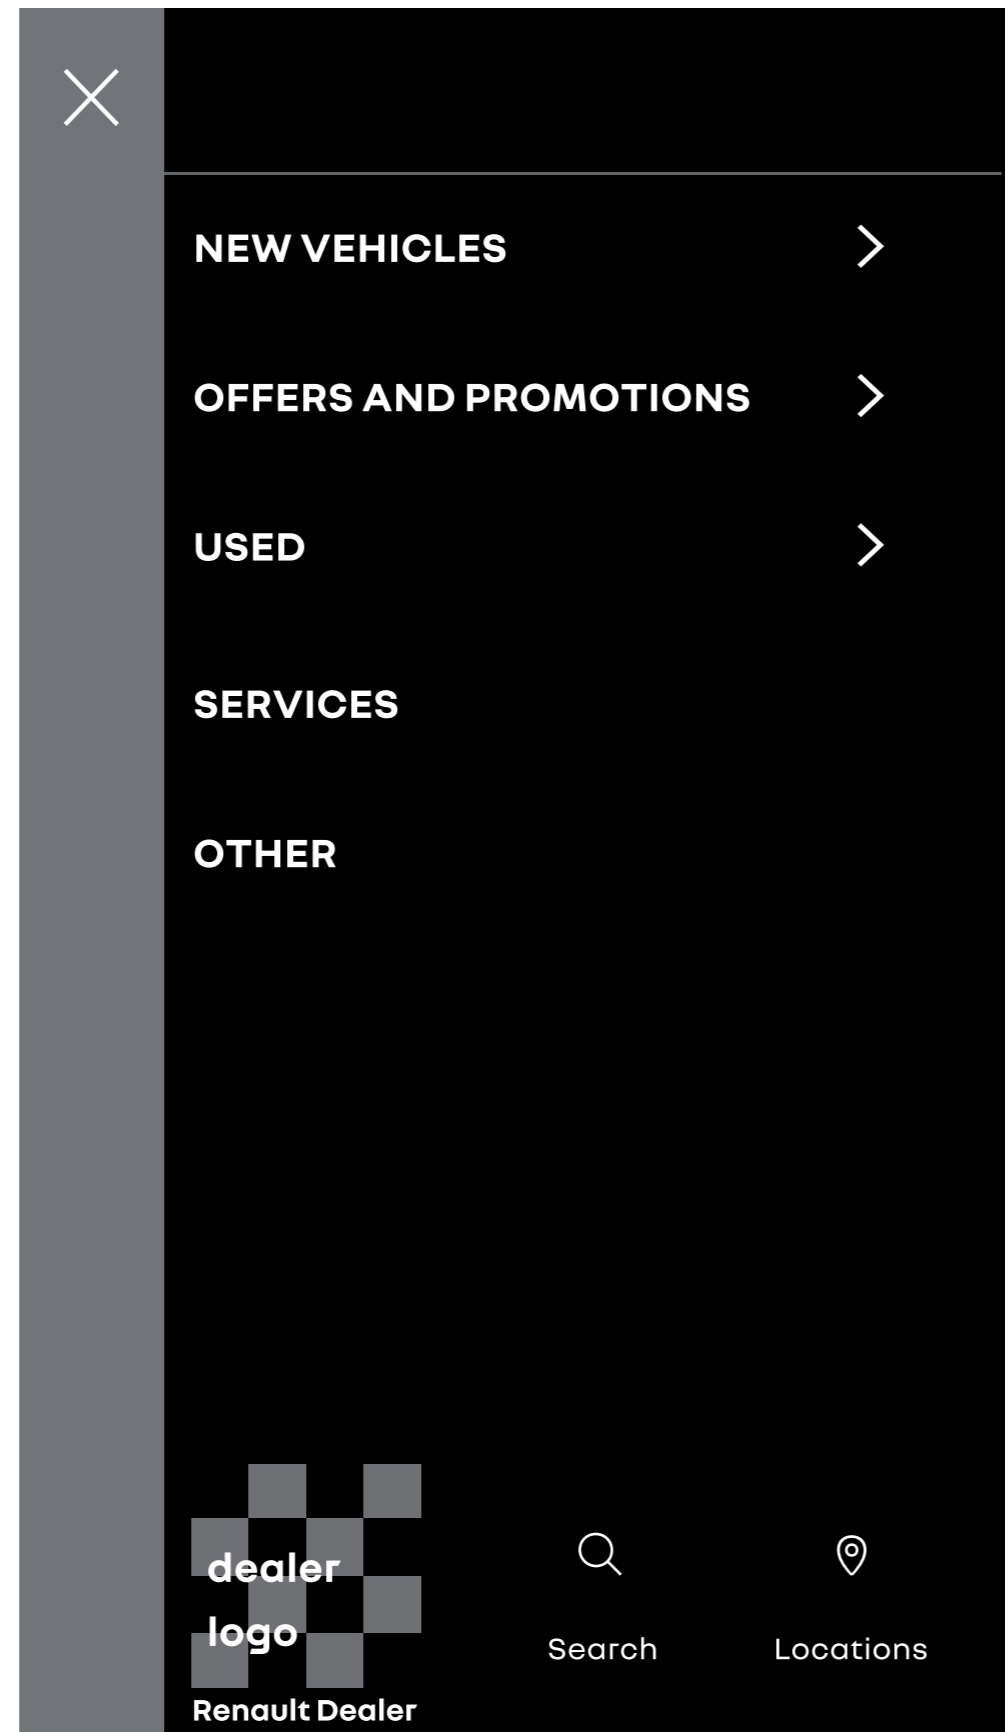 NEW VEHICLES
OFFERS AND PROMOTIONS
USED
SERVICES
OTHER
dealer
logo
Renault Dealer
Search
Locations